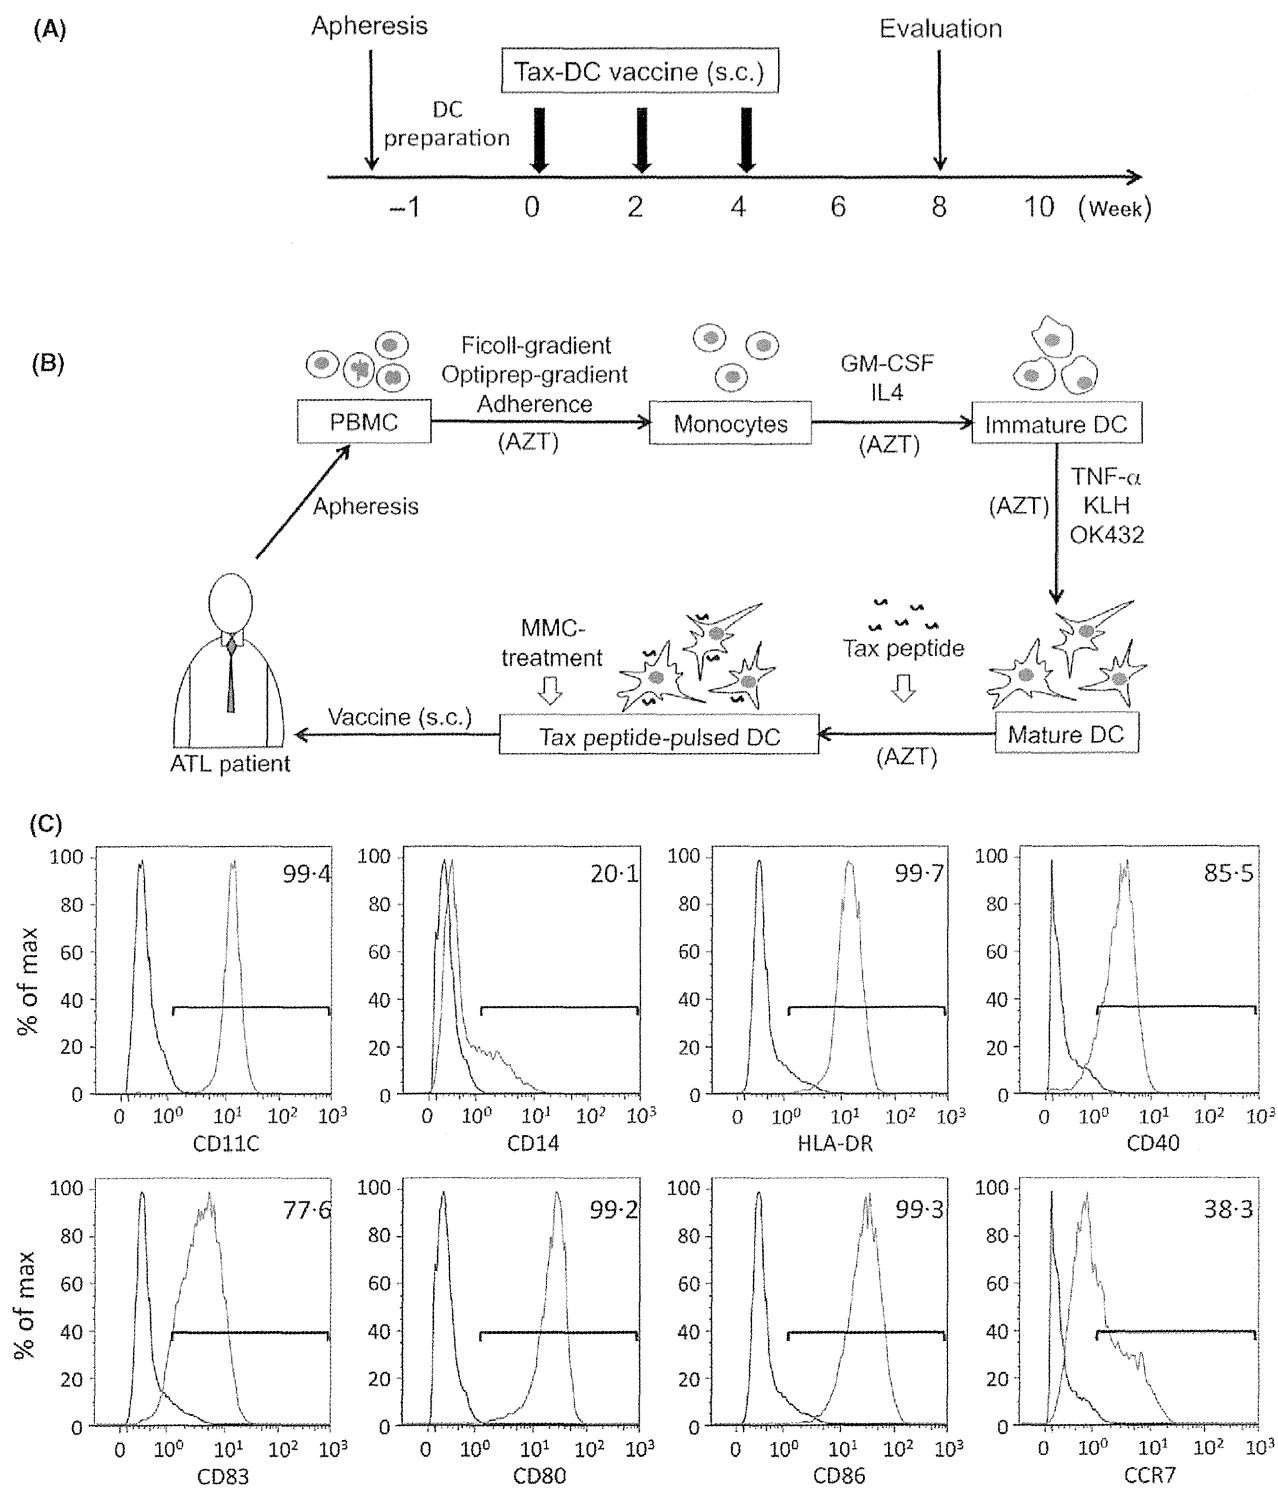 (A)
Apheresis
Evaluation
Tax-DC vaccine (s.c.)
DC
preparation
–1 0 2 4 6 8 10 (Week)
(B)
Ficoll-gradient
Optiprep-gradient
Adherence
(AZT)
PBMC
Monocytes
GM-CSF
IL4
(AZT)
Immature DC
Apheresis
(AZT)
TNF-α
KLH
OK432
MMC-
treatment
Tax peptide
Vaccine (s.c.)
Tax peptide-pulsed DC
(AZT)
Mature DC
ATL patient
(C)
% of max
100
80
60
40
20
0
99·4
0 10⁰ 10¹ 10² 10³
CD11C
100
80
60
40
20
0
20·1
0 10⁰ 10¹ 10² 10³
CD14
100
80
60
40
20
0
99·7
0 10⁰ 10¹ 10² 10³
HLA-DR
100
80
60
40
20
0
85·5
0 10⁰ 10¹ 10² 10³
CD40
% of max
100
80
60
40
20
0
77·6
0 10⁰ 10¹ 10² 10³
CD83
100
80
60
40
20
0
99·2
0 10⁰ 10¹ 10² 10³
CD80
100
80
60
40
20
0
99·3
0 10⁰ 10¹ 10² 10³
CD86
100
80
60
40
20
0
38·3
0 10⁰ 10¹ 10² 10³
CCR7